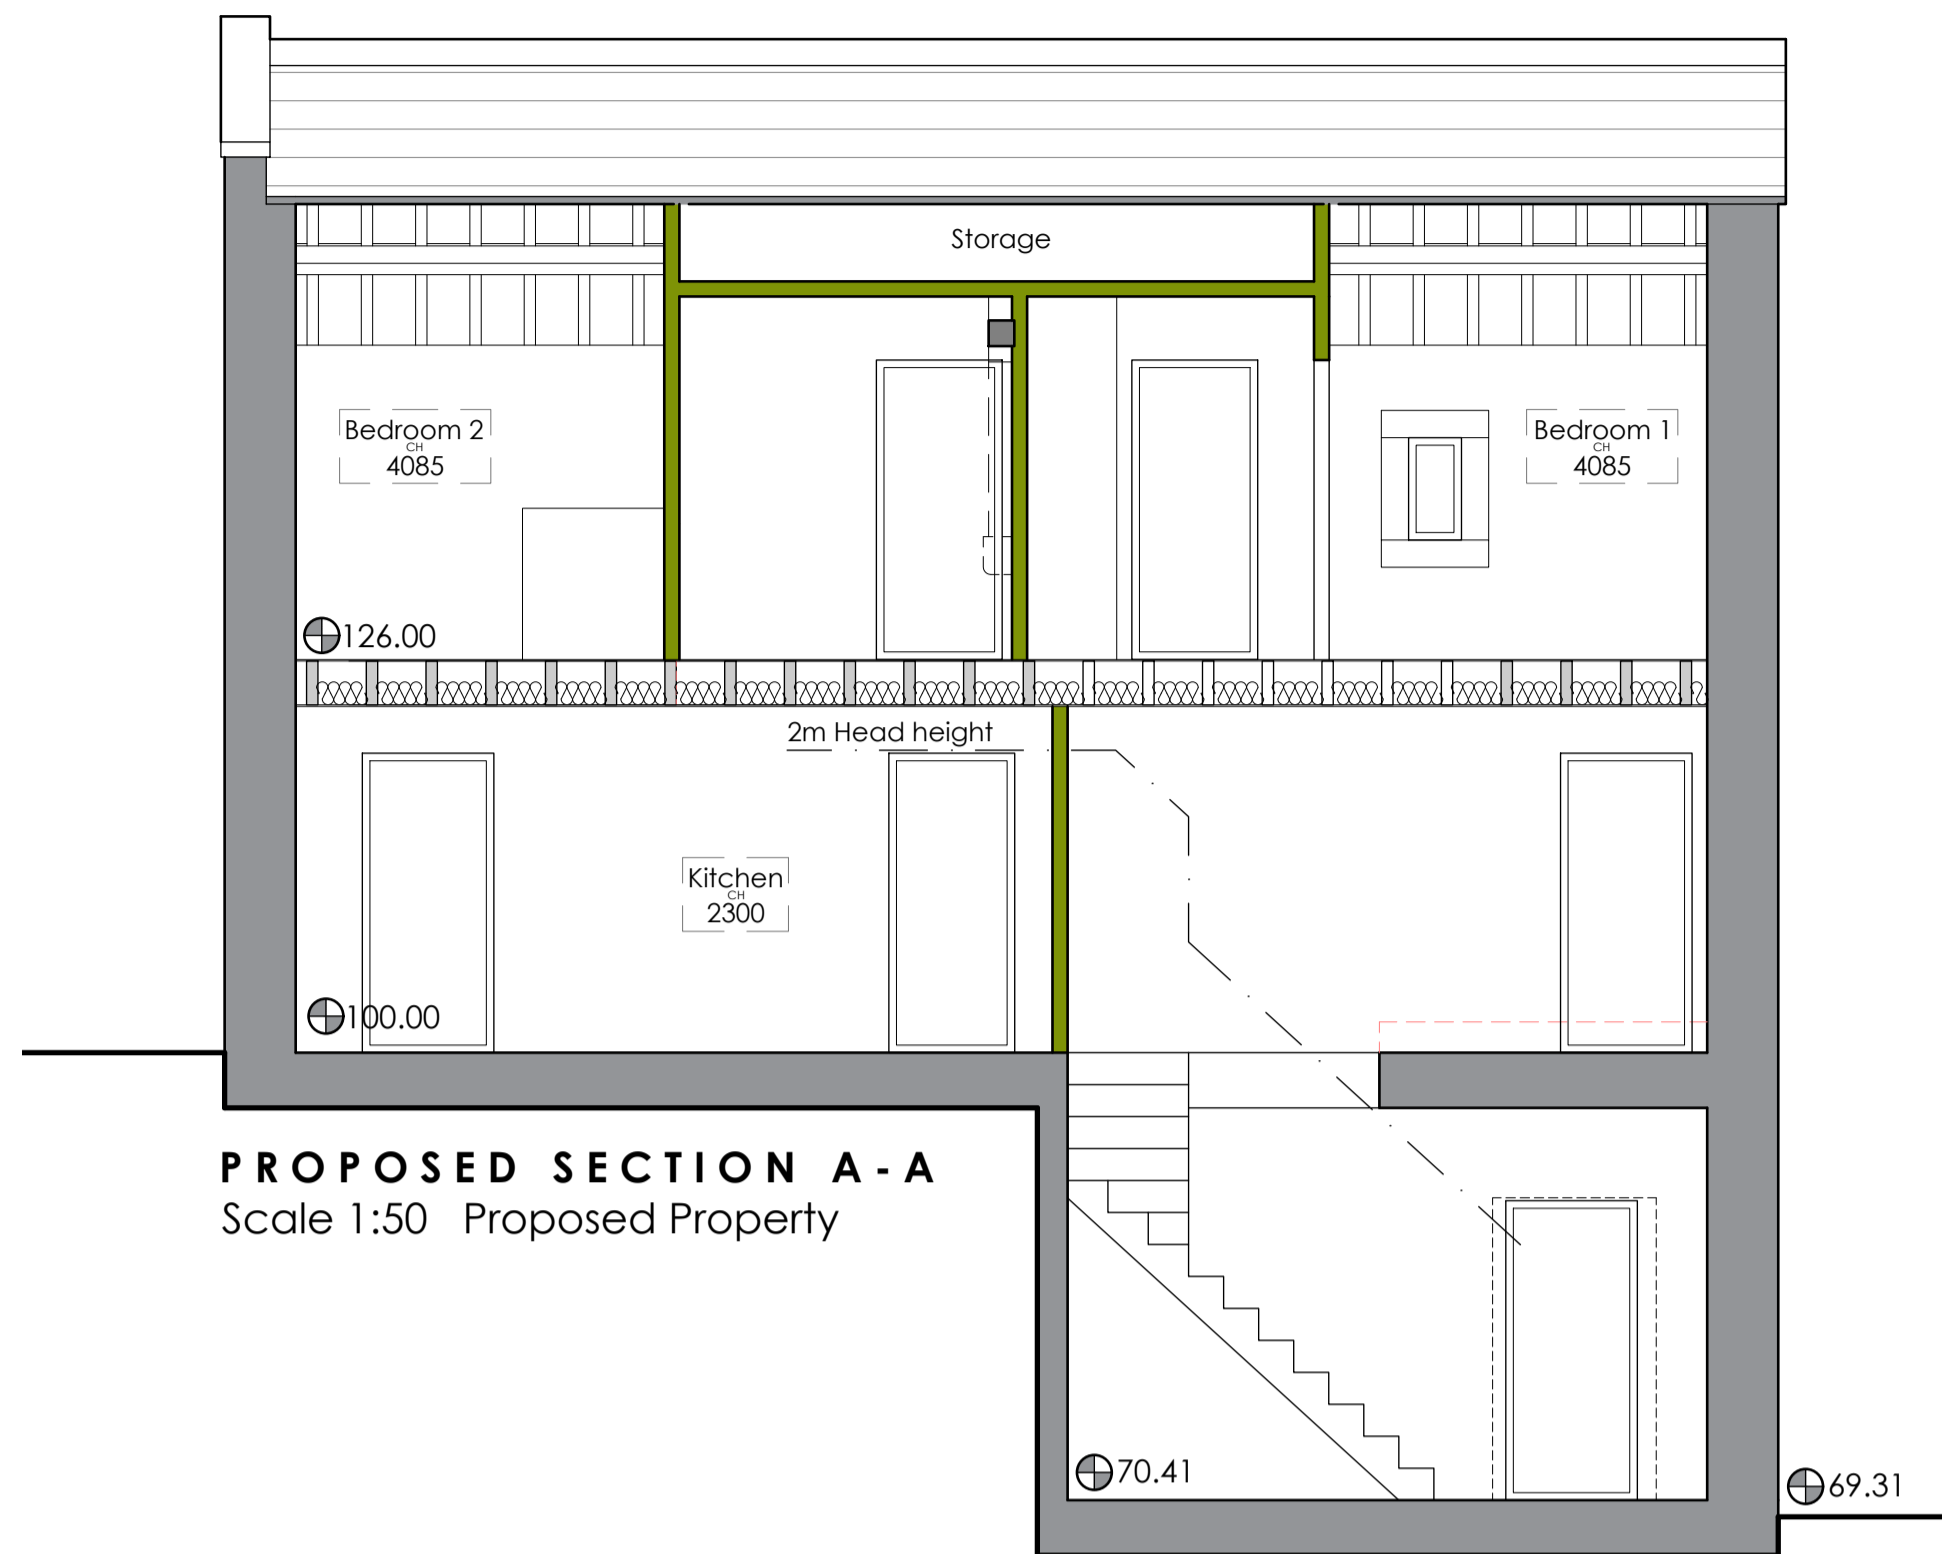 Storage
Bedroom 2
CH
4085
Bedroom 1
CH
4085
126.00
2m Head height
Kitchen
CH
2300
100.00
PROPOSED SECTION A-A
Scale 1:50 Proposed Property
70.41
69.31